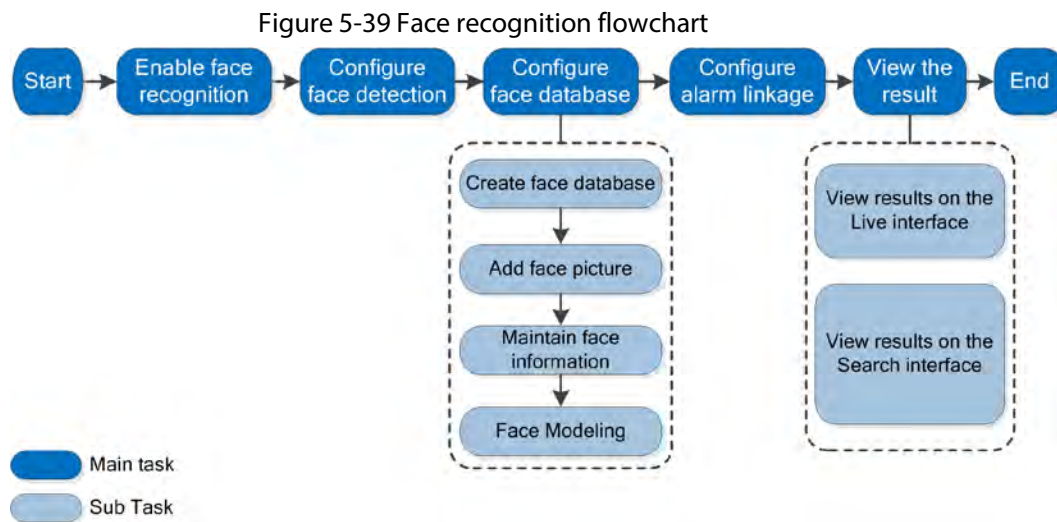 Figure 5-39 Face recognition flowchart
Start
Enable face
recognition
Configure
face detection
Configure
face database
Configure
alarm linkage
View the
result
End
Create face database
Add face picture
Maintain face
information
Face Modeling
View results on the
Live interface
View results on the
Search interface
Main task
Sub Task